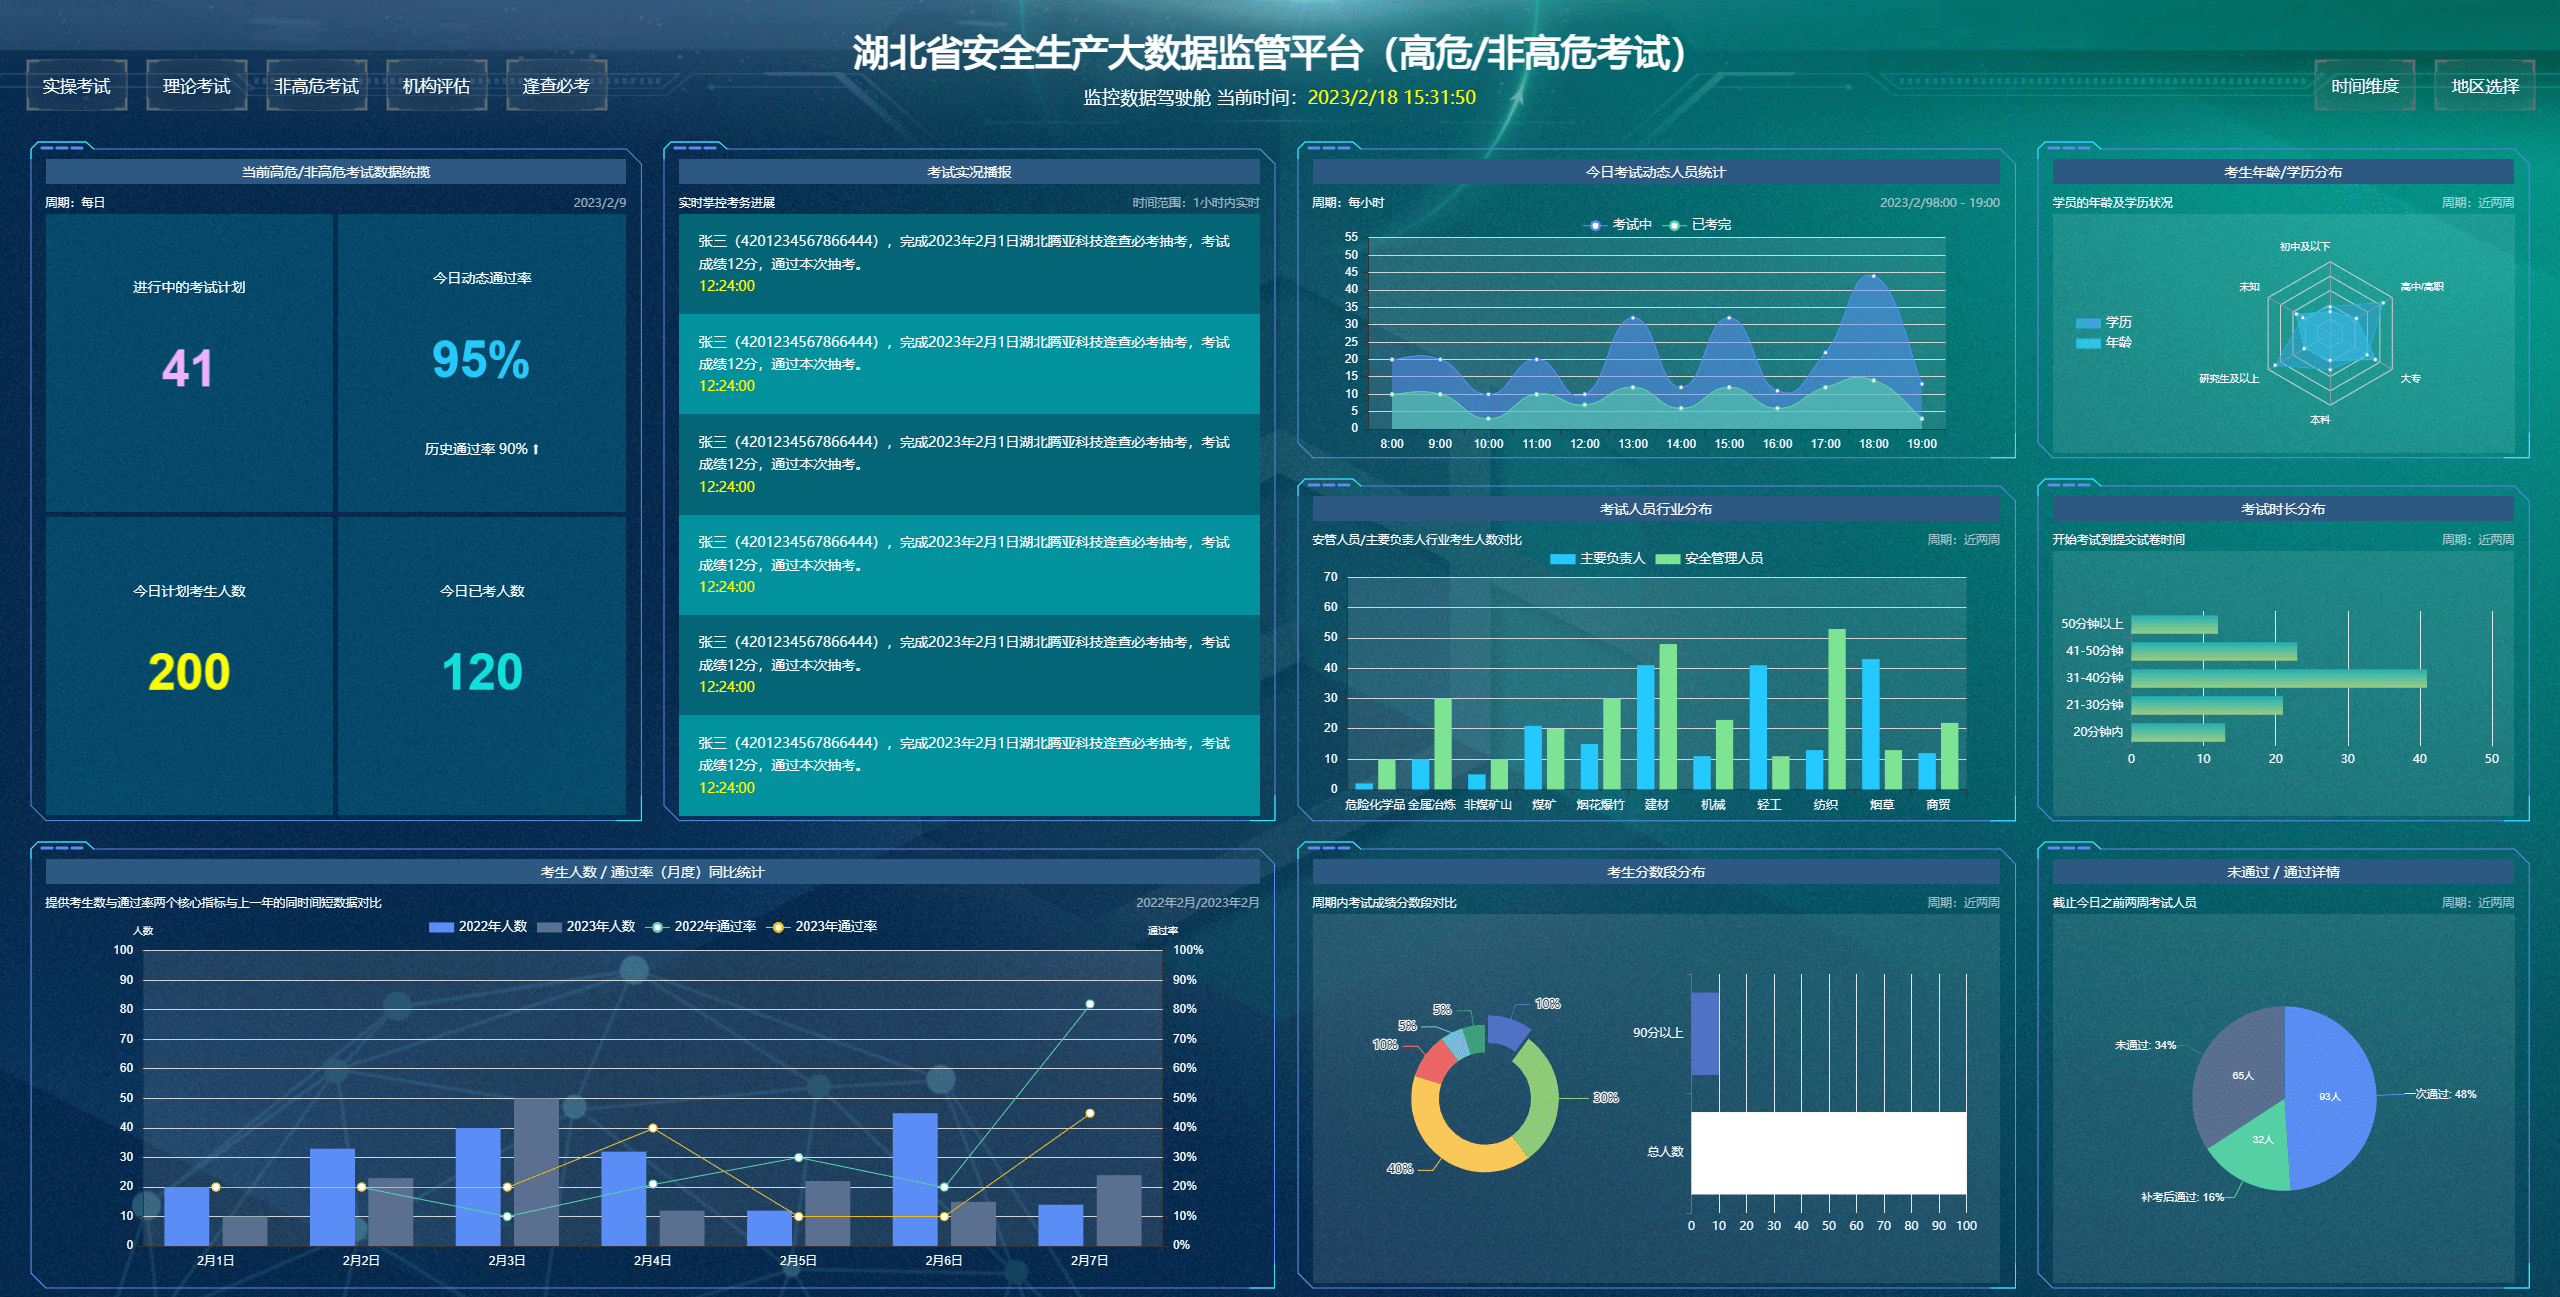 湖北省安全生产大数据监管平台（高危/非高危考试）
监控数据驾驶舱 当前时间：2023/2/18 15:31:50
实操考试
理论考试
非高危考试
机构评估
逢查必考
时间维度
地区选择
当前高危/非高危考试数据统揽
周期：每日
2023/2/9
进行中的考试计划
41
今日动态通过率
95%
历史通过率 90% ⬆
今日计划考生人数
200
今日已考人数
120
考试实况播报
实时掌控考务进展
时间范围：1小时内实时
张三（4201234567866444），完成2023年2月1日湖北腾亚科技逢查必考抽考，考试
成绩12分，通过本次抽考。
12:24:00
张三（4201234567866444），完成2023年2月1日湖北腾亚科技逢查必考抽考，考试
成绩12分，通过本次抽考。
12:24:00
张三（4201234567866444），完成2023年2月1日湖北腾亚科技逢查必考抽考，考试
成绩12分，通过本次抽考。
12:24:00
张三（4201234567866444），完成2023年2月1日湖北腾亚科技逢查必考抽考，考试
成绩12分，通过本次抽考。
12:24:00
张三（4201234567866444），完成2023年2月1日湖北腾亚科技逢查必考抽考，考试
成绩12分，通过本次抽考。
12:24:00
张三（4201234567866444），完成2023年2月1日湖北腾亚科技逢查必考抽考，考试
成绩12分，通过本次抽考。
12:24:00
今日考试动态人员统计
周期：每小时
2023/2/98:00 - 19:00
考试中 已考完
55
50
45
40
35
30
25
20
15
10
5
0
8:00 9:00 10:00 11:00 12:00 13:00 14:00 15:00 16:00 17:00 18:00 19:00
考生年龄/学历分布
学员的年龄及学历状况
周期：近两周
学历
年龄
初中及以下
高中/高职
大专
本科
研究生及以上
未知
考试人员行业分布
安管人员/主要负责人行业考生人数对比
周期：近两周
主要负责人 安全管理人员
70
60
50
40
30
20
10
0
危险化学品 金属冶炼 非煤矿山 煤矿 烟花爆竹 建材 机械 轻工 纺织 烟草 商贸
考试时长分布
开始考试到提交试卷时间
周期：近两周
50分钟以上
41-50分钟
31-40分钟
21-30分钟
20分钟内
0 10 20 30 40 50
考生人数 / 通过率（月度）同比统计
提供考生数与通过率两个核心指标与上一年的同时间短数据对比
2022年2月/2023年2月
2022年人数 2023年人数 2022年通过率 2023年通过率
人数
通过率
100
90
80
70
60
50
40
30
20
10
0
100%
90%
80%
70%
60%
50%
40%
30%
20%
10%
0%
2月1日 2月2日 2月3日 2月4日 2月5日 2月6日 2月7日
考生分数段分布
周期内考试成绩分数段对比
周期：近两周
10%
30%
40%
10%
5%
5%
90分以上
总人数
0 10 20 30 40 50 60 70 80 90 100
未通过 / 通过详情
截止今日之前两周考试人员
周期：近两周
未通过: 34%
65人
93人
一次通过: 48%
32人
补考后通过: 16%